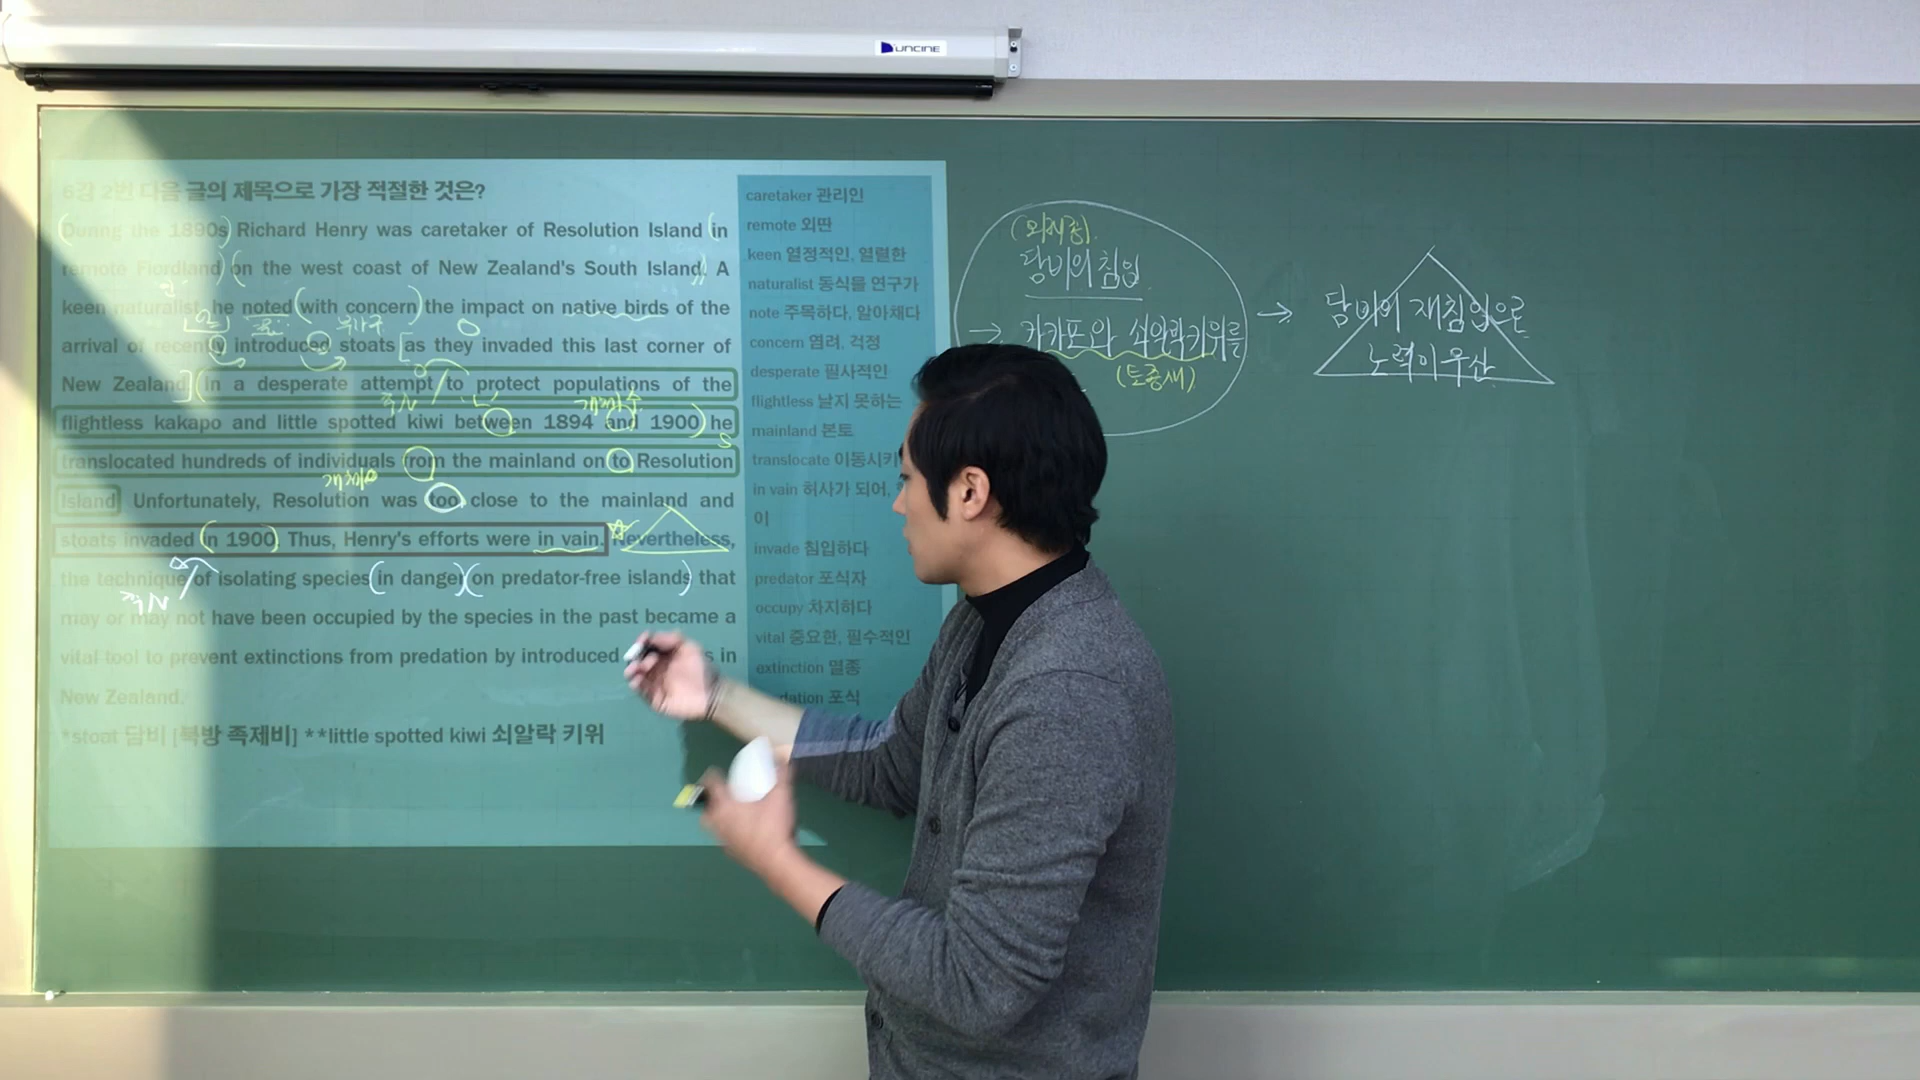 UNCINE
6강 2번 다음 글의 제목으로 가장 적절한 것은?
During the 1890s Richard Henry was caretaker of Resolution Island (in
remote Fiordland) (on the west coast of New Zealand's South Island). A
keen naturalist, he noted (with concern) the impact on native birds of the
arrival of recently introduced stoats [as they invaded this last corner of
New Zealand] (in a desperate attempt to protect populations of the
flightless kakapo and little spotted kiwi between 1894 and 1900) he
translocated hundreds of individuals from the mainland on to Resolution
Island Unfortunately, Resolution was too close to the mainland and
stoats invaded (in 1900) Thus, Henry's efforts were in vain. Nevertheless,
the technique of isolating species (in danger) (on predator-free islands) that
may or may not have been occupied by the species in the past became a
vital tool to prevent extinctions from predation by introduced s in
New Zealand.
*stoat 담비 [북방 족제비] **little spotted kiwi 쇠알락 키위
개체수
개체
caretaker 관리인
remote 외딴
keen 열정적인, 열렬한
naturalist 동식물 연구가
note 주목하다, 알아채다
concern 염려, 걱정
desperate 필사적인
flightless 날지 못하는
mainland 본토
translocate 이동시키
in vain 허사가 되어,
이
invade 침입하다
predator 포식자
occupy 차지하다
vital 중요한, 필수적인
extinction 멸종
dation 포식
(외래종)
담비의 침입
→ 카카포와 쇠알락키위를
(토종새)
→ 담비의 재침입으로
노력이 무산